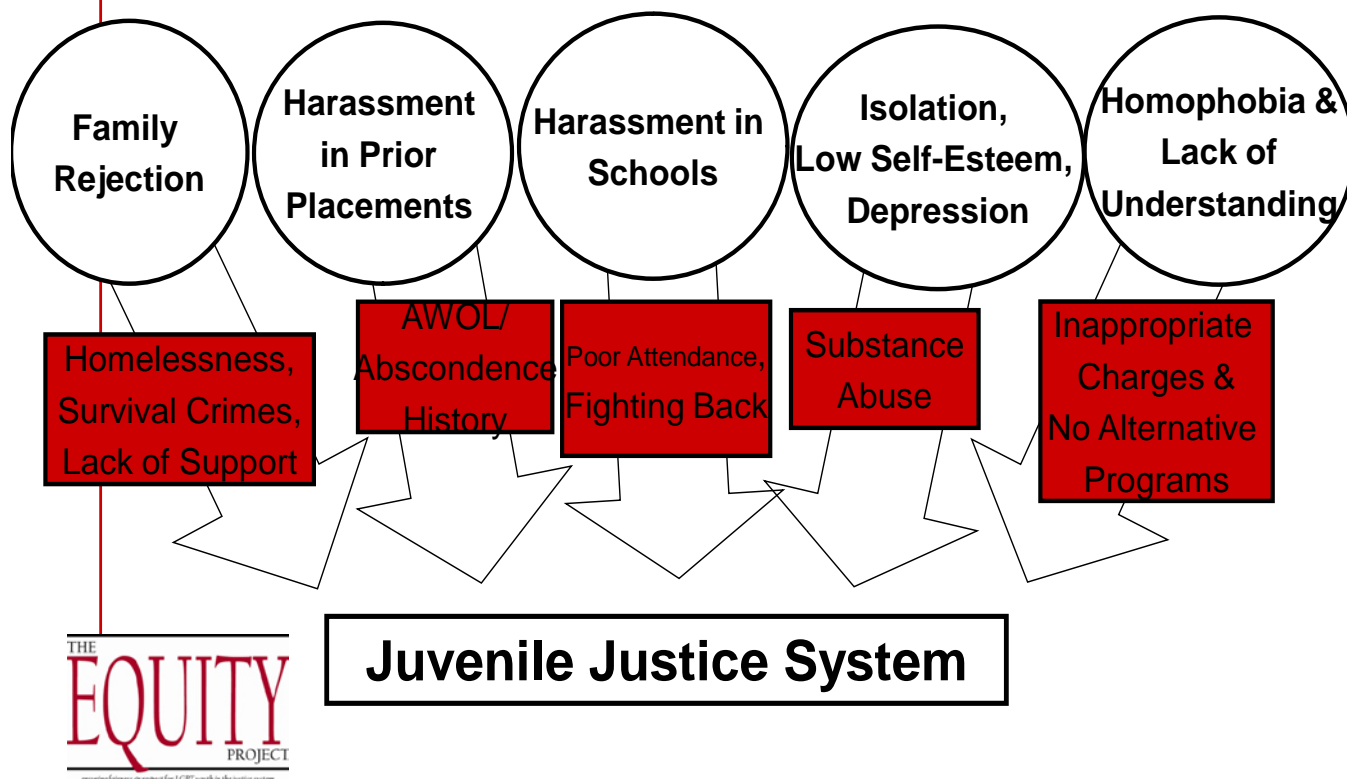 Family
Rejection
Harassment
in Prior
Placements
Harassment in
Schools
Isolation,
Low Self-Esteem,
Depression
Homophobia &
Lack of
Understanding
Homelessness,
Survival Crimes,
Lack of Support
AWOL/
Abscondence
History
Poor Attendance,
Fighting Back
Substance
Abuse
Inappropriate
Charges &
No Alternative
Programs
Juvenile Justice System
THE
EQUITY
PROJECT